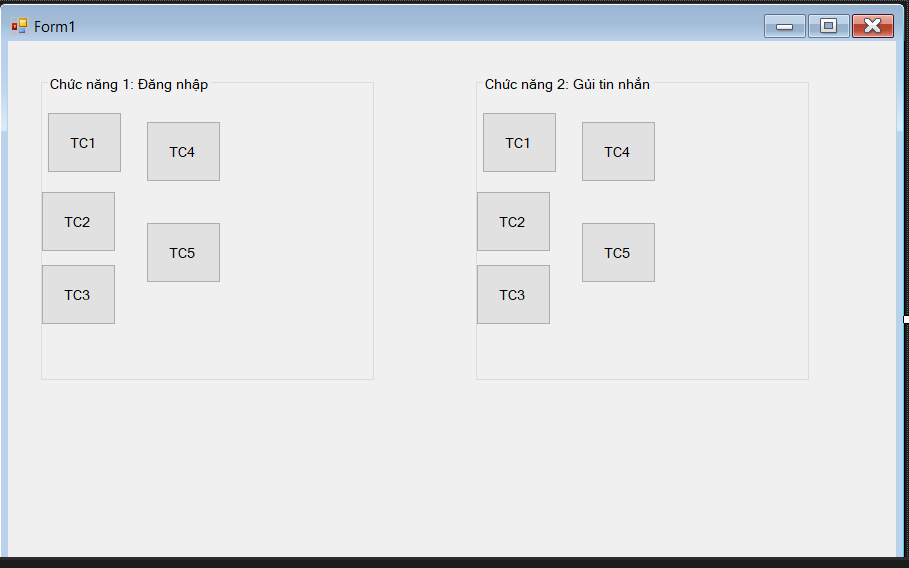 Form1
Chức năng 1: Đăng nhập
TC1
TC4
TC2
TC5
TC3
Chức năng 2: Gủi tin nhắn
TC1
TC4
TC2
TC5
TC3